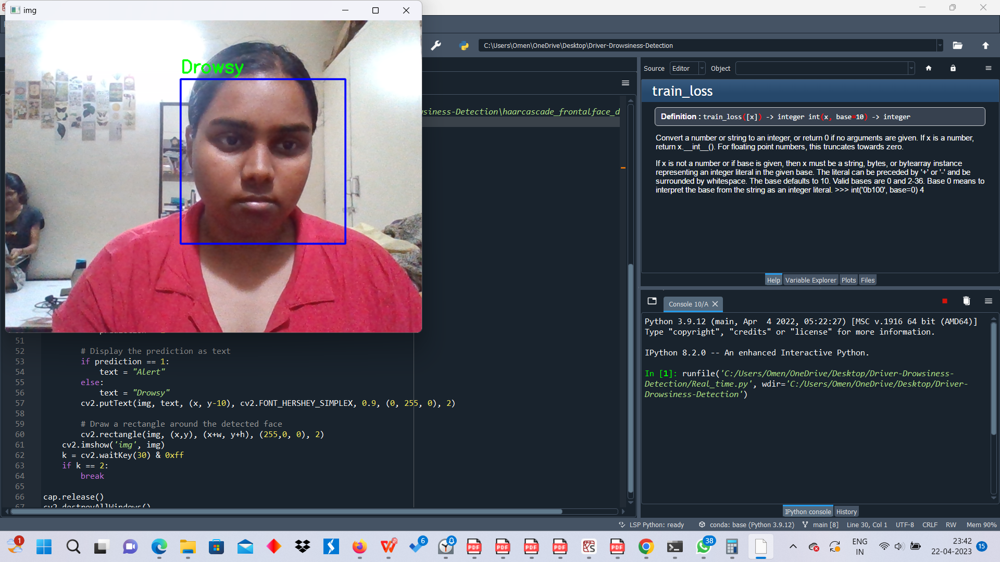 img
Drowsy
C:\Users\Omen\OneDrive\Desktop\Driver-Drowsiness-Detection
Source Editor Object
siness-Detection\haarcascade_frontalface_d
train_loss
Definition : train_loss([x]) -> integer int(x, base=10) -> integer
Convert a number or string to an integer, or return 0 if no arguments are given. If x is a number,
return x.__int__(). For floating point numbers, this truncates towards zero.
If x is not a number or if base is given, then x must be a string, bytes, or bytearray instance
representing an integer literal in the given base. The literal can be preceded by '+' or '-' and be
surrounded by whitespace. The base defaults to 10. Valid bases are 0 and 2-36. Base 0 means to
interpret the base from the string as an integer literal. >>> int('0b100', base=0) 4
Help Variable Explorer Plots Files
Console 10/A
Python 3.9.12 (main, Apr  4 2022, 05:22:27) [MSC v.1916 64 bit (AMD64)]
Type "copyright", "credits" or "license" for more information.
IPython 8.2.0 -- An enhanced Interactive Python.
In [1]: runfile('C:/Users/Omen/OneDrive/Desktop/Driver-Drowsiness-
Detection/Real_time.py', wdir='C:/Users/Omen/OneDrive/Desktop/Driver-
Drowsiness-Detection')
IPython console History
51
52 # Display the prediction as text
53 if prediction == 1:
54 text = "Alert"
55 else:
56 text = "Drowsy"
57 cv2.putText(img, text, (x, y-10), cv2.FONT_HERSHEY_SIMPLEX, 0.9, (0, 255, 0), 2)
58
59 # Draw a rectangle around the detected face
60 cv2.rectangle(img, (x,y), (x+w, y+h), (255,0, 0), 2)
61 cv2.imshow('img', img)
62 k = cv2.waitKey(30) & 0xff
63 if k == 2:
64 break
65
66 cap.release()
67 cv2.destroyAllWindows()
LSP Python: ready conda: base (Python 3.9.12) main [8] Line 30, Col 1 UTF-8 CRLF RW Mem 90%
1
6
PDF PDF PDF PDF PDF
38
ENG
IN
23:42
22-04-2023
15